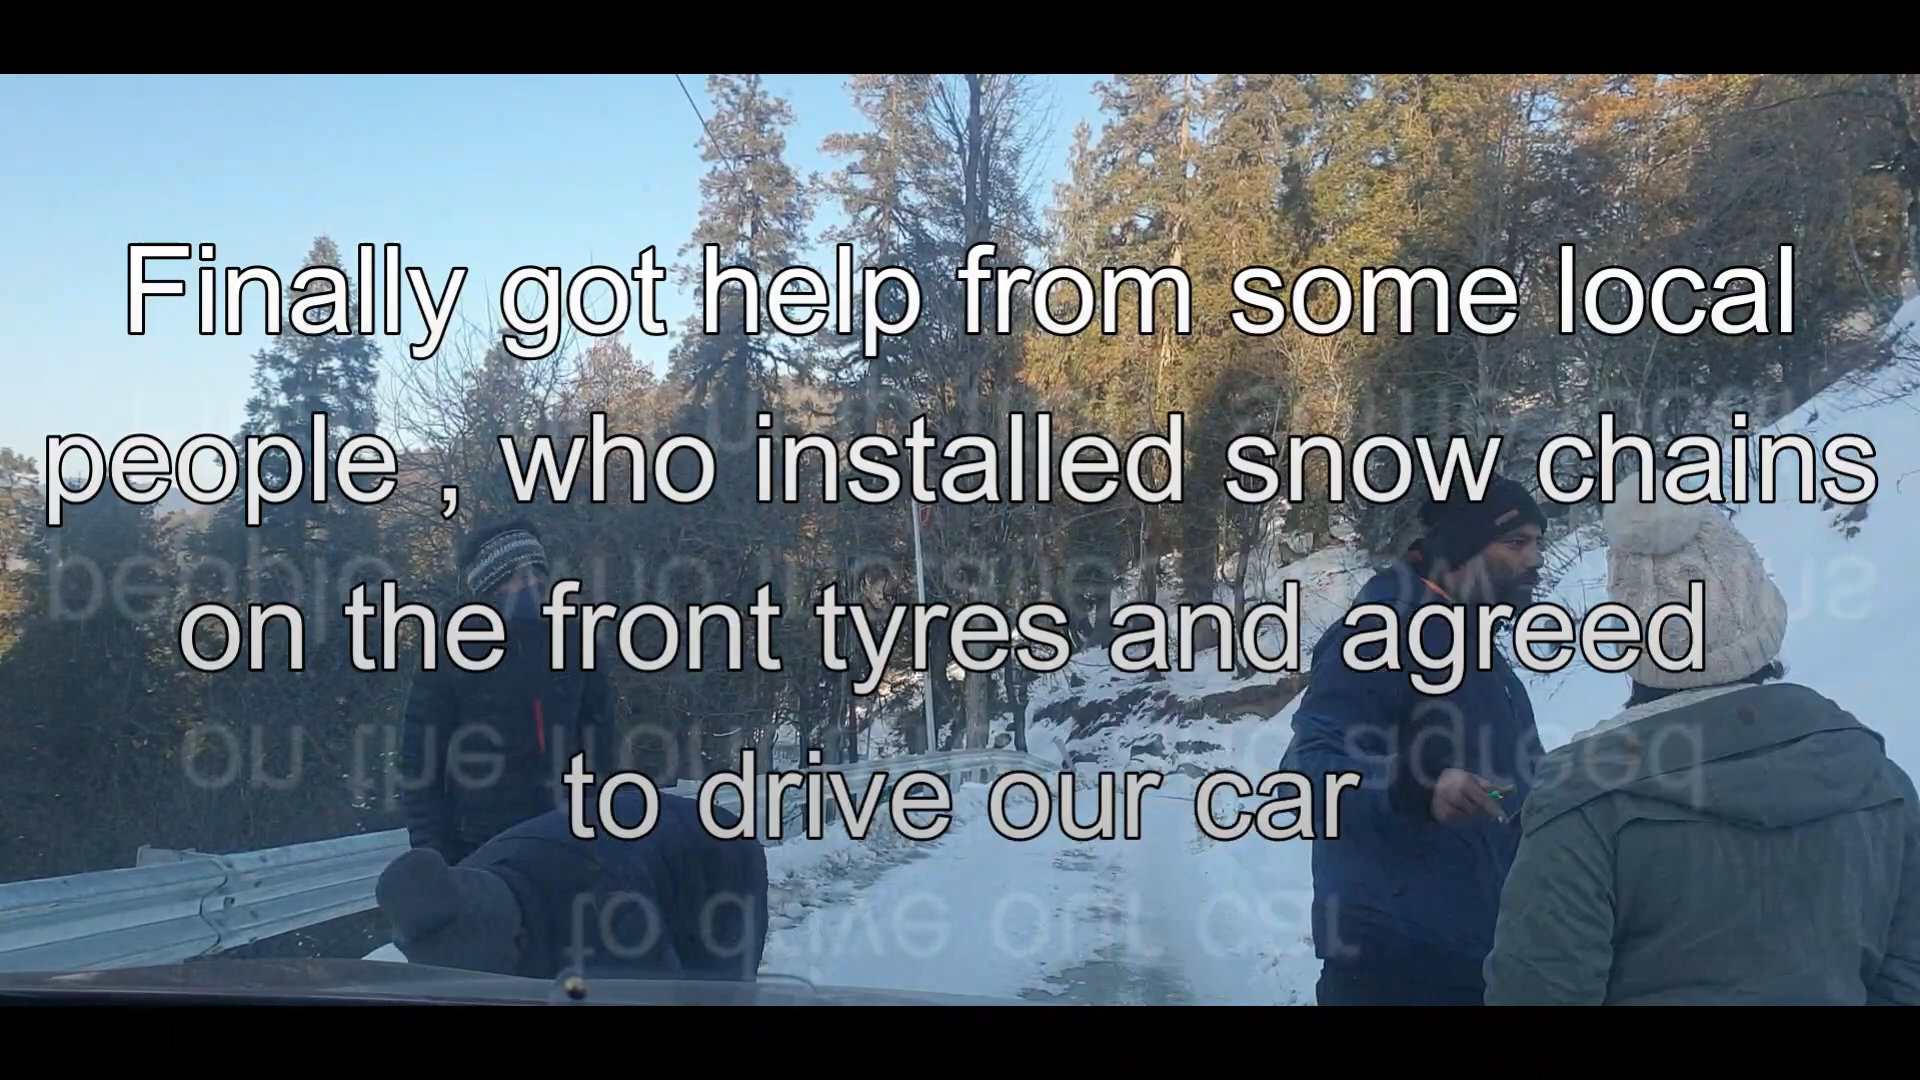 Finally got help from some local
people , who installed snow chains
on the front tyres and agreed
to drive our car